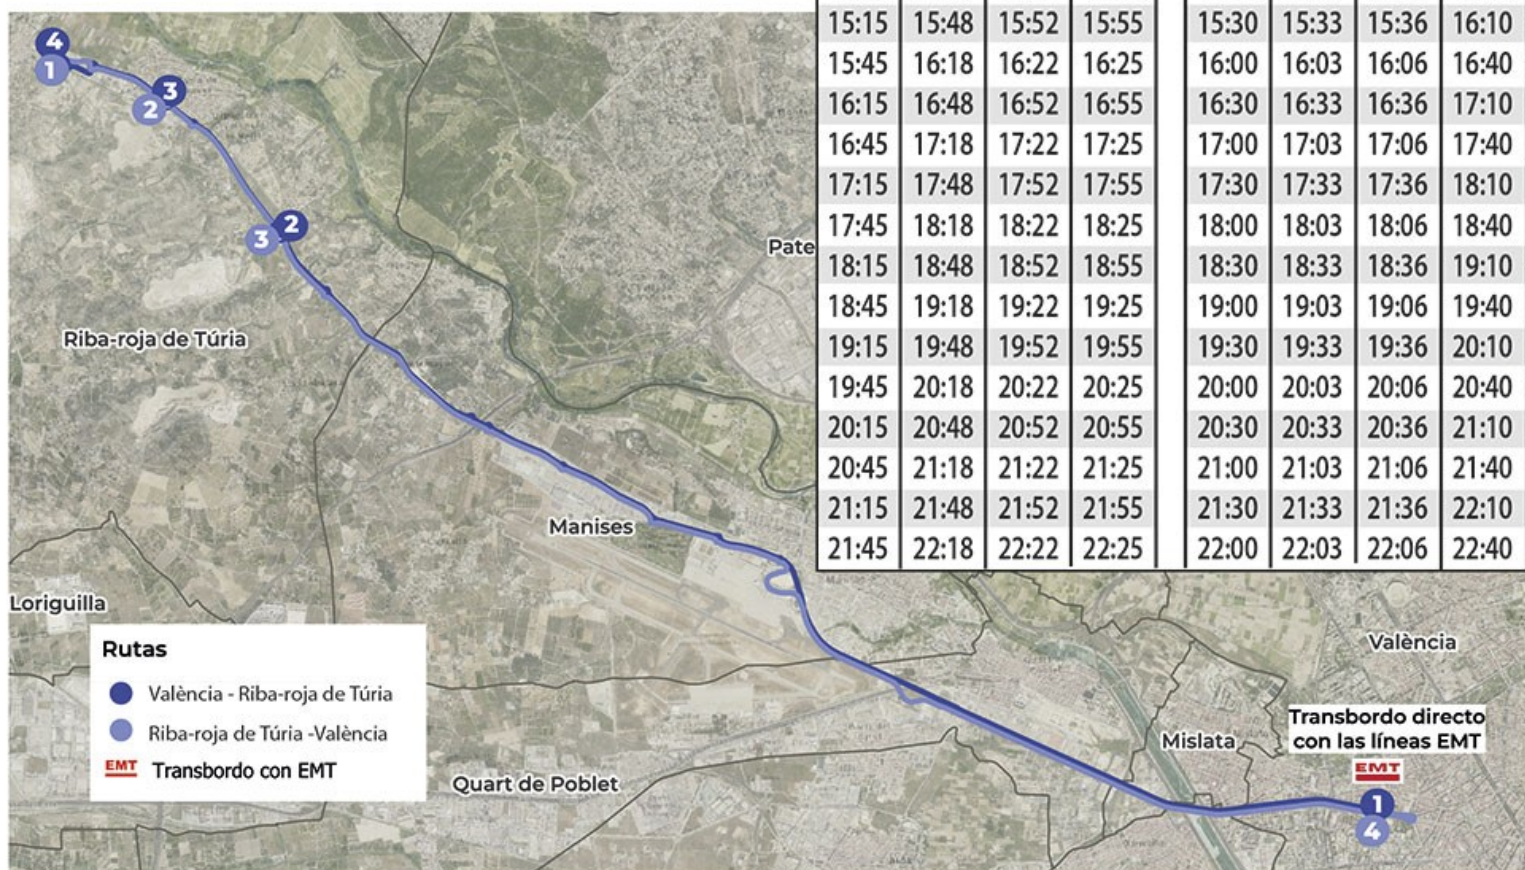 15:15 15:48 15:52 15:55 15:30 15:33 15:36 16:10
15:45 16:18 16:22 16:25 16:00 16:03 16:06 16:40
16:15 16:48 16:52 16:55 16:30 16:33 16:36 17:10
16:45 17:18 17:22 17:25 17:00 17:03 17:06 17:40
17:15 17:48 17:52 17:55 17:30 17:33 17:36 18:10
17:45 18:18 18:22 18:25 18:00 18:03 18:06 18:40
18:15 18:48 18:52 18:55 18:30 18:33 18:36 19:10
18:45 19:18 19:22 19:25 19:00 19:03 19:06 19:40
19:15 19:48 19:52 19:55 19:30 19:33 19:36 20:10
19:45 20:18 20:22 20:25 20:00 20:03 20:06 20:40
20:15 20:48 20:52 20:55 20:30 20:33 20:36 21:10
20:45 21:18 21:22 21:25 21:00 21:03 21:06 21:40
21:15 21:48 21:52 21:55 21:30 21:33 21:36 22:10
21:45 22:18 22:22 22:25 22:00 22:03 22:06 22:40
4
1
3
2
2
3
Pate
Riba-roja de Túria
Manises
Loriguilla
Rutas
València - Riba-roja de Túria
Riba-roja de Túria -València
EMT Transbordo con EMT
Quart de Poblet
València
Mislata
Transbordo directo
con las líneas EMT
EMT
1
4